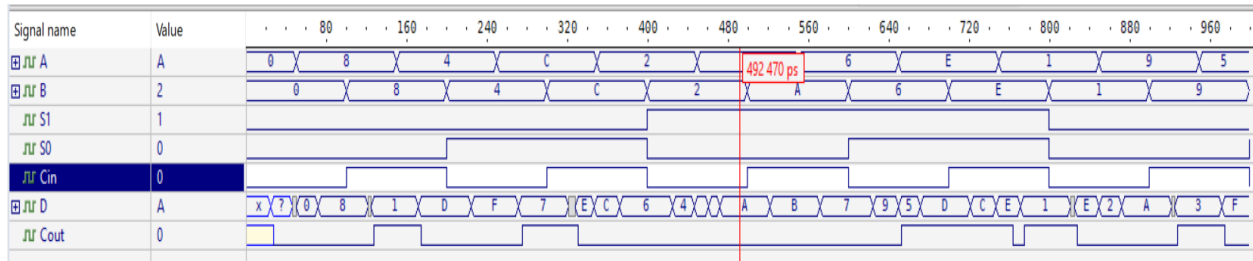 Signal name Value 80 160 240 320 400 480 560 640 720 800 880 960
A A 0 8 4 C 2 6 E 1 9 5
492 470 ps
B 2 0 8 4 C 2 A 6 E 1 9
S1 1
S0 0
Cin 0
D A x ? 0 8 1 D F 7 E C 6 4 A B 7 9 5 D C E 1 E 2 A 3 F
Cout 0